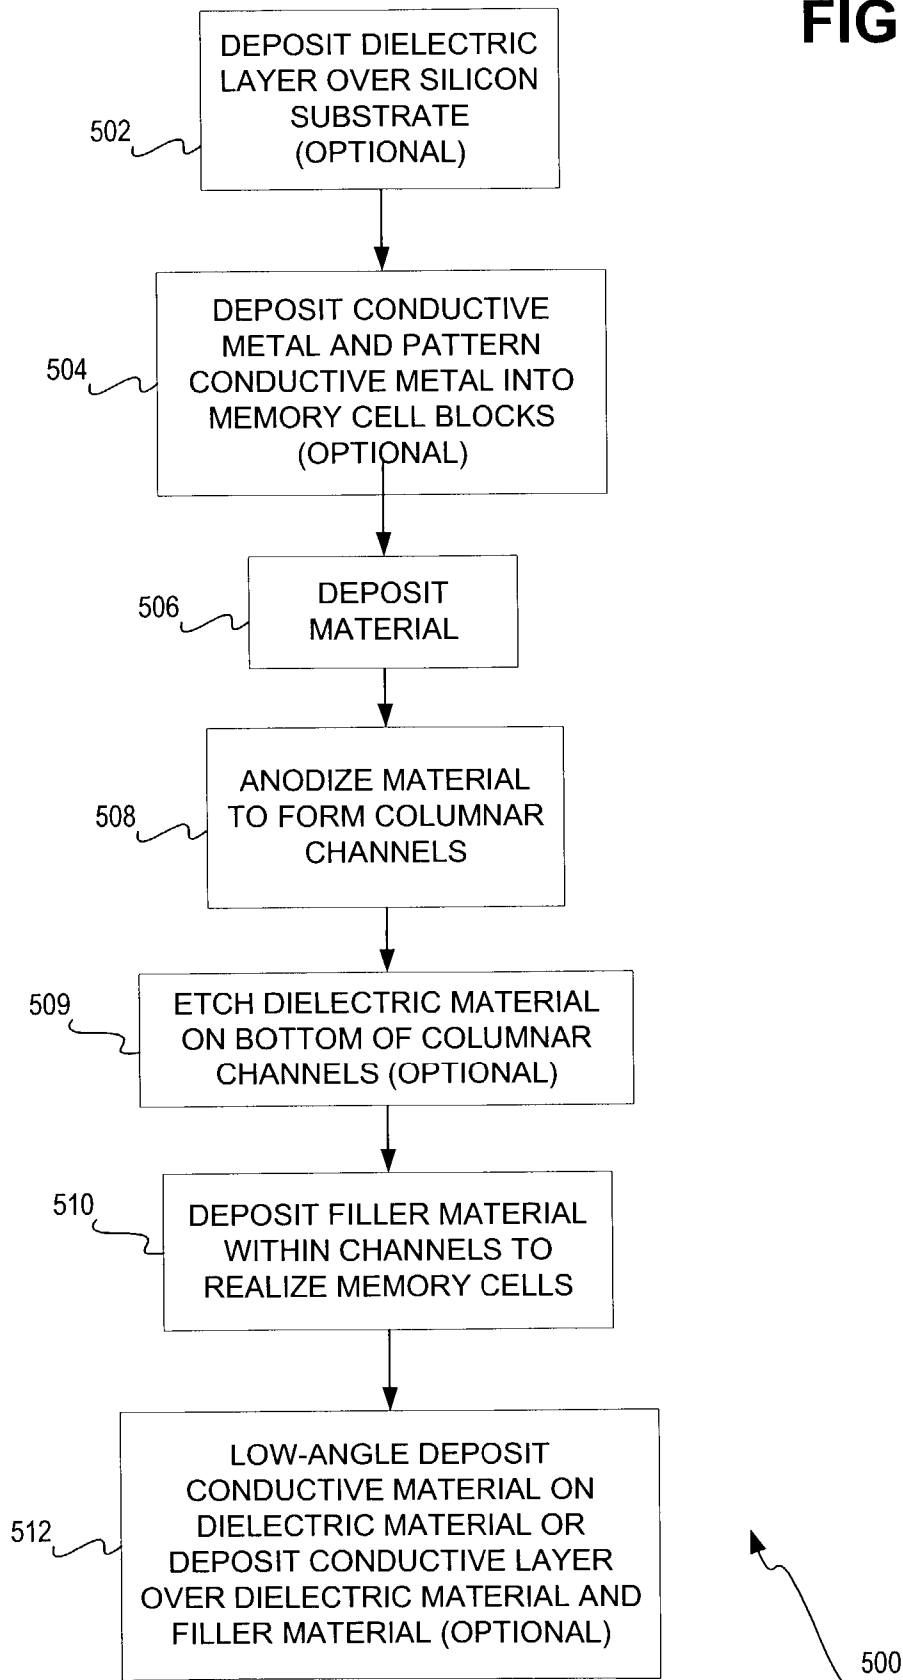 FIG
DEPOSIT DIELECTRIC
LAYER OVER SILICON
SUBSTRATE
(OPTIONAL)
502
DEPOSIT CONDUCTIVE
METAL AND PATTERN
CONDUCTIVE METAL INTO
MEMORY CELL BLOCKS
(OPTIONAL)
504
DEPOSIT
MATERIAL
506
ANODIZE MATERIAL
TO FORM COLUMNAR
CHANNELS
508
ETCH DIELECTRIC MATERIAL
ON BOTTOM OF COLUMNAR
CHANNELS (OPTIONAL)
509
DEPOSIT FILLER MATERIAL
WITHIN CHANNELS TO
REALIZE MEMORY CELLS
510
LOW-ANGLE DEPOSIT
CONDUCTIVE MATERIAL ON
DIELECTRIC MATERIAL OR
DEPOSIT CONDUCTIVE LAYER
OVER DIELECTRIC MATERIAL AND
FILLER MATERIAL (OPTIONAL)
512
500